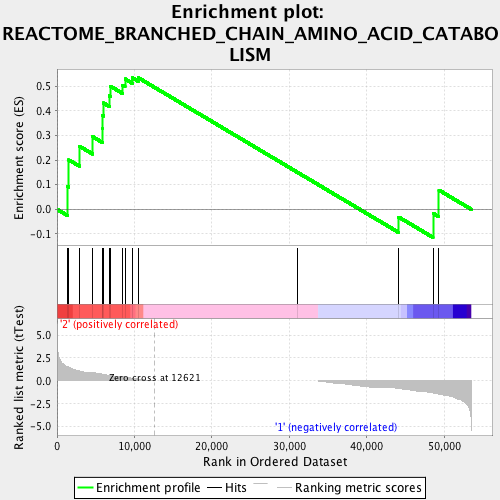 Enrichment plot:
REACTOME_BRANCHED_CHAIN_AMINO_ACID_CATABO
LISM
Enrichment score (ES)
0.5
0.4
0.3
0.2
0.1
0.0
-0.1
'2' (positively correlated)
Ranked list metric (tTest)
5.0
2.5
0.0
-2.5
-5.0
Zero cross at 12621
'1' (negatively correlated)
0
10,000
20,000
30,000
40,000
50,000
Rank in Ordered Dataset
Enrichment profile
Hits
Ranking metric scores